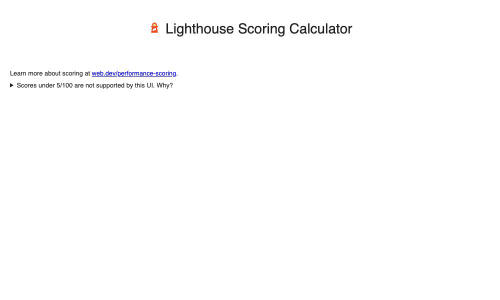 Lighthouse Scoring Calculator
Learn more about scoring at web.dev/performance-scoring.
Scores under 5/100 are not supported by this UI. Why?